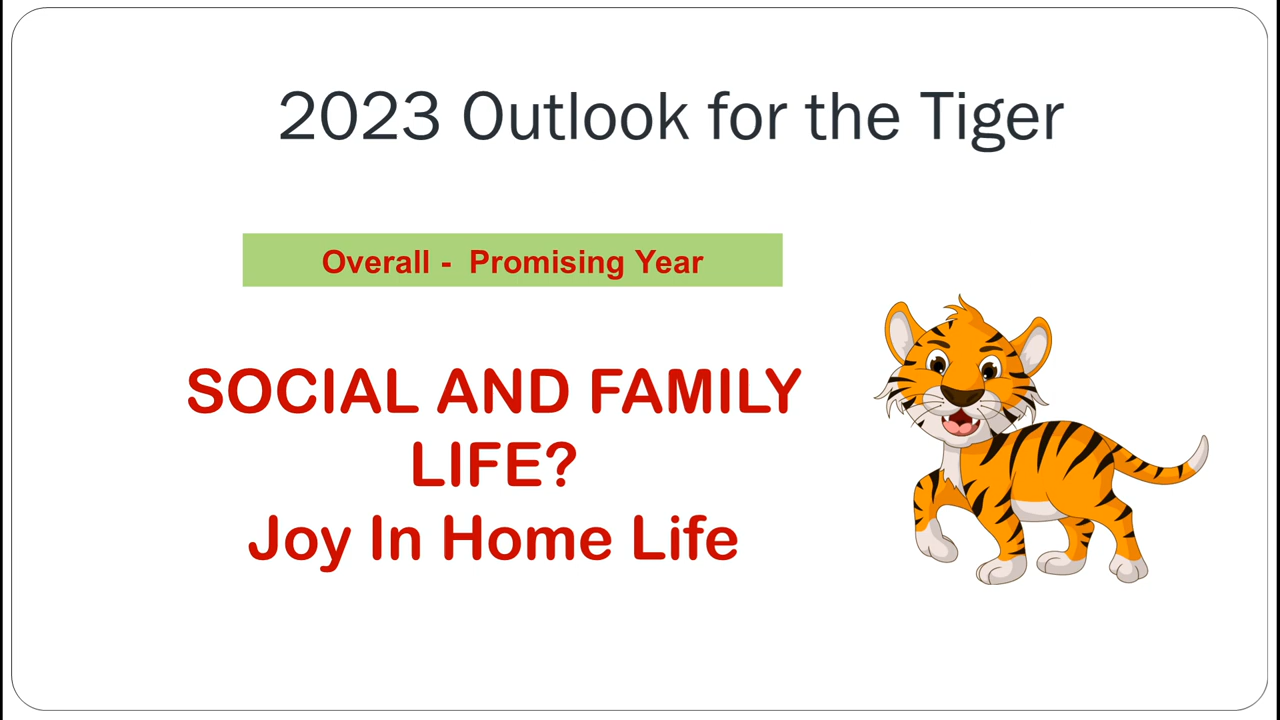 2023 Outlook for the Tiger
Overall - Promising Year
SOCIAL AND FAMILY
LIFE?
Joy In Home Life